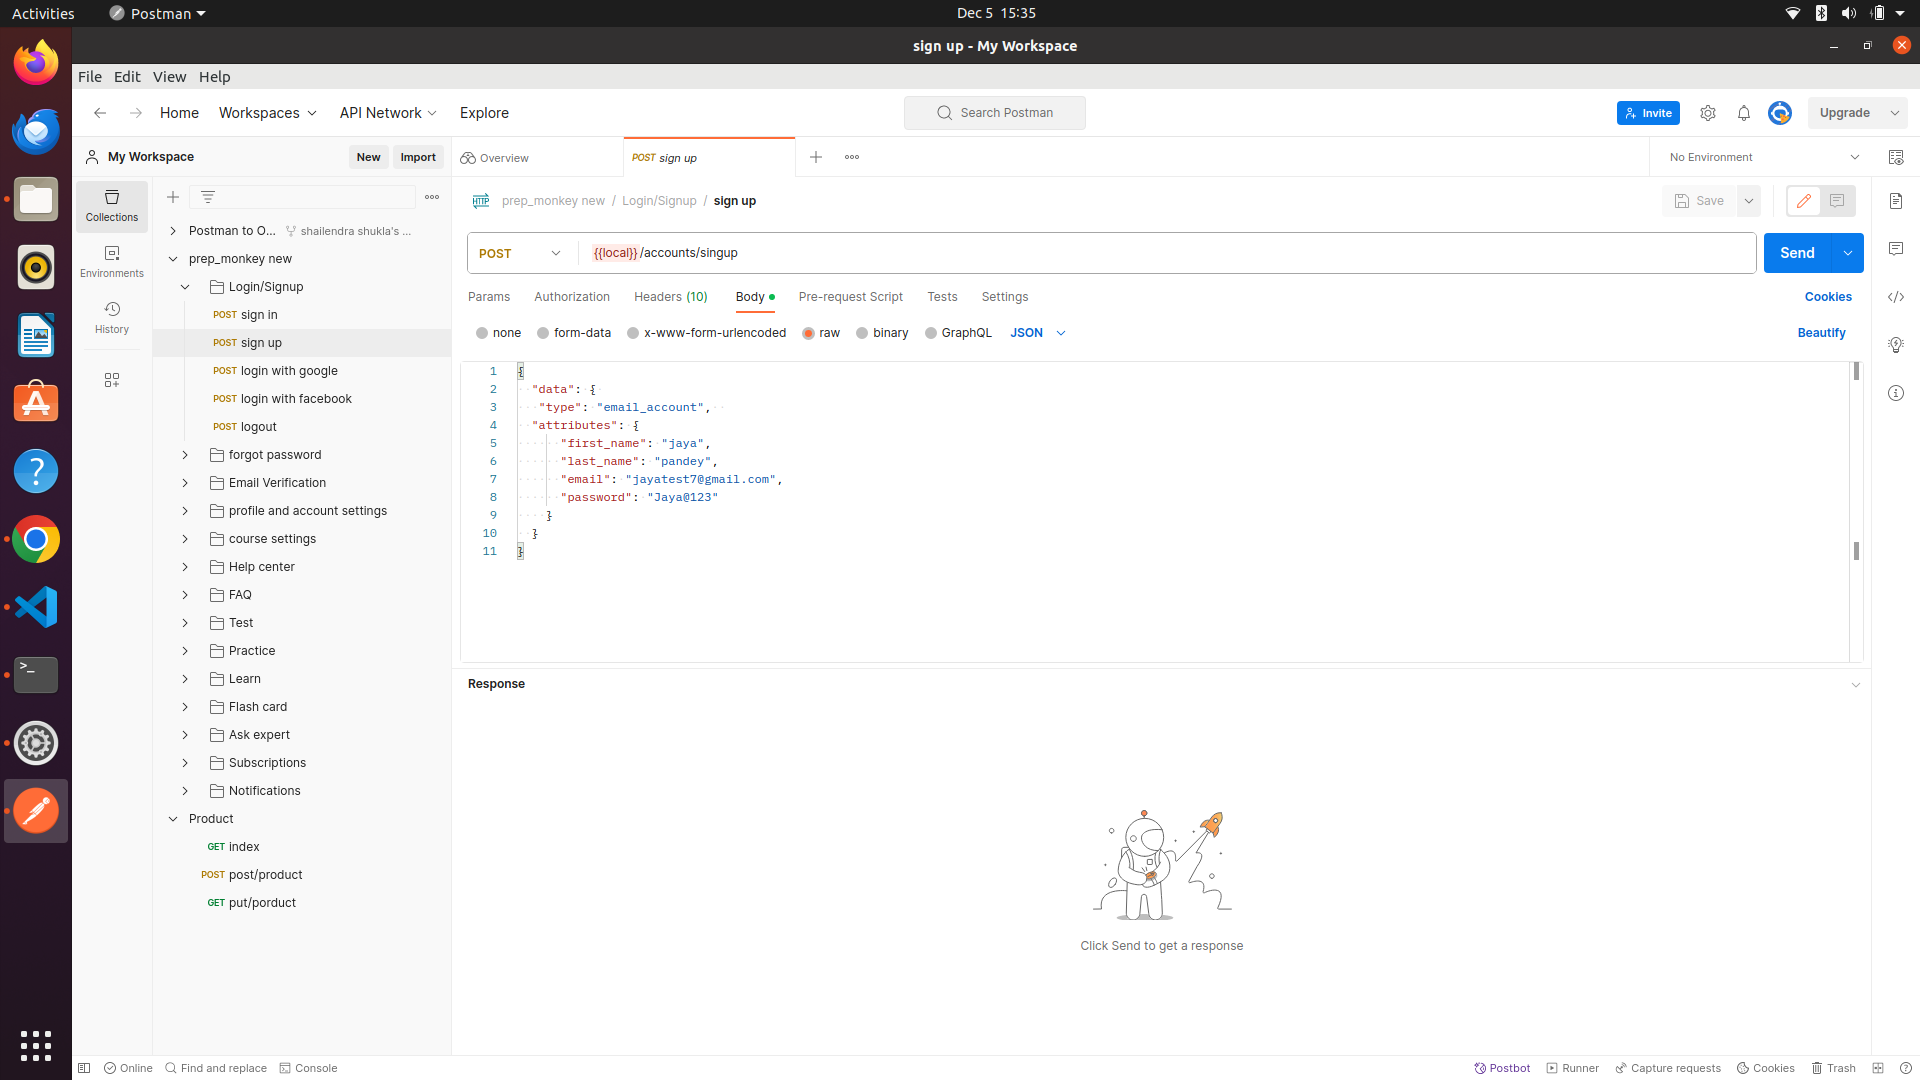 Activities
Postman
Dec 5 15:35
sign up - My Workspace
File Edit View Help
Home Workspaces API Network Explore
Search Postman
Invite
Upgrade
My Workspace
New
Import
Overview
POST sign up
No Environment
Collections
Environments
History
Postman to O... shailendra shukla's ...
prep_monkey new
Login/Signup
POST sign in
POST sign up
POST login with google
POST login with facebook
POST logout
forgot password
Email Verification
profile and account settings
course settings
Help center
FAQ
Test
Practice
Learn
Flash card
Ask expert
Subscriptions
Notifications
Product
GET index
POST post/product
GET put/porduct
HTTP prep_monkey new / Login/Signup / sign up
Save
POST {{local}}/accounts/singup
Send
Params Authorization Headers (10) Body Pre-request Script Tests Settings
Cookies
none form-data x-www-form-urlencoded raw binary GraphQL JSON
Beautify
1 {
2 "data": {
3 "type": "email_account",
4 "attributes": {
5 "first_name": "jaya",
6 "last_name": "pandey",
7 "email": "jayatest7@gmail.com",
8 "password": "Jaya@123"
9 }
10 }
11 }
Response
Click Send to get a response
Online Find and replace Console
Postbot Runner Capture requests Cookies Trash